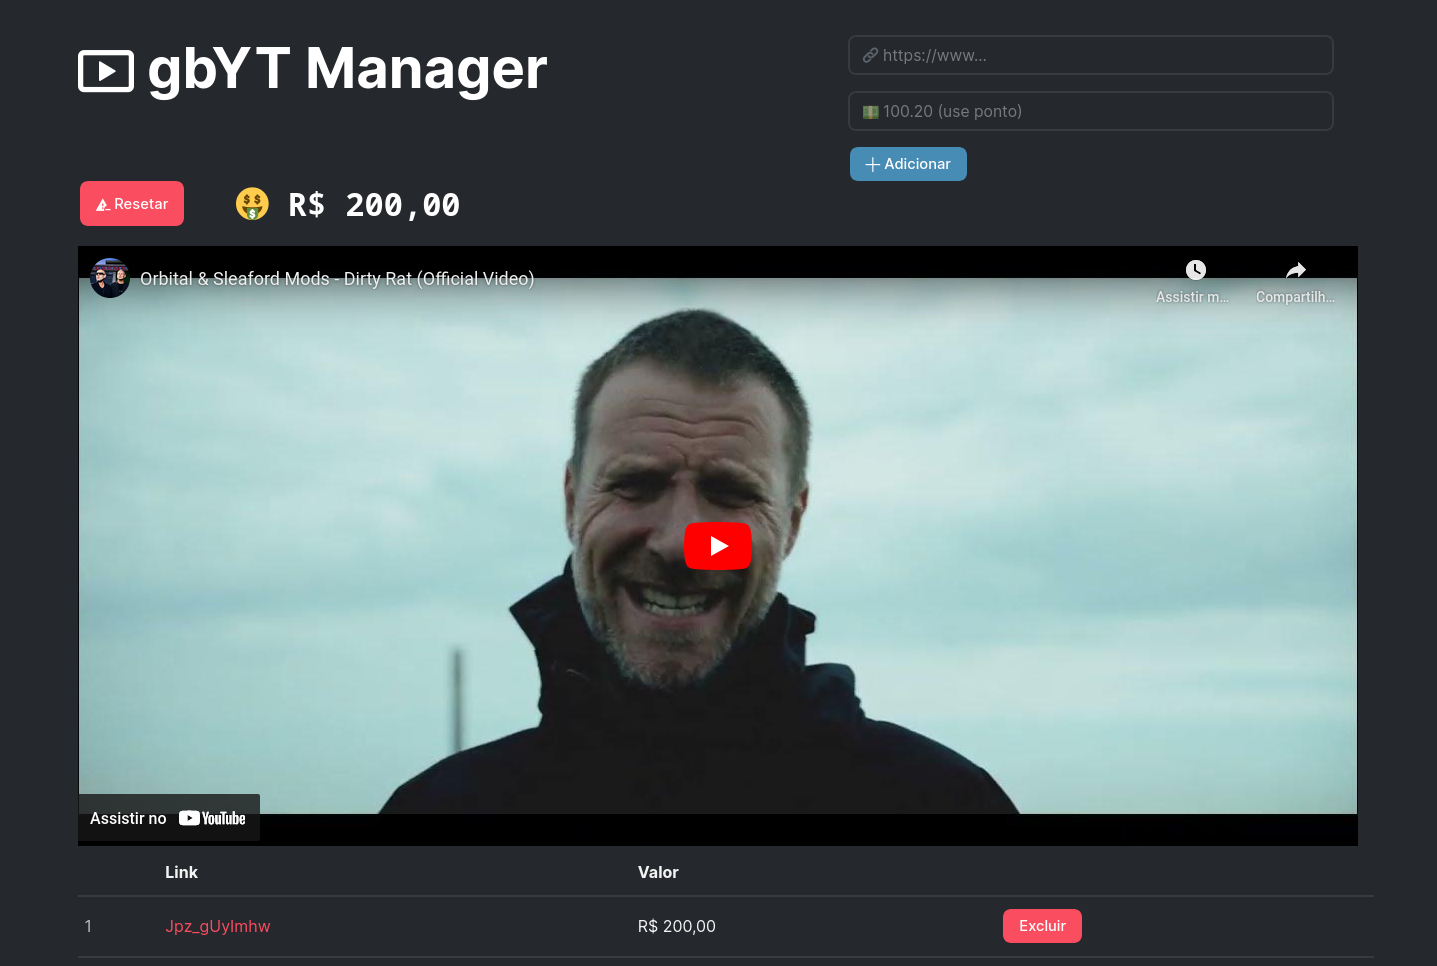 gbYT Manager
https://www...
100.20 (use ponto)
Adicionar
Resetar
R$ 200,00
Orbital & Sleaford Mods - Dirty Rat (Official Video)
Assistir m...
Compartilh...
Assistir no YouTube
Link Valor
1 Jpz_gUyImhw R$ 200,00 Excluir